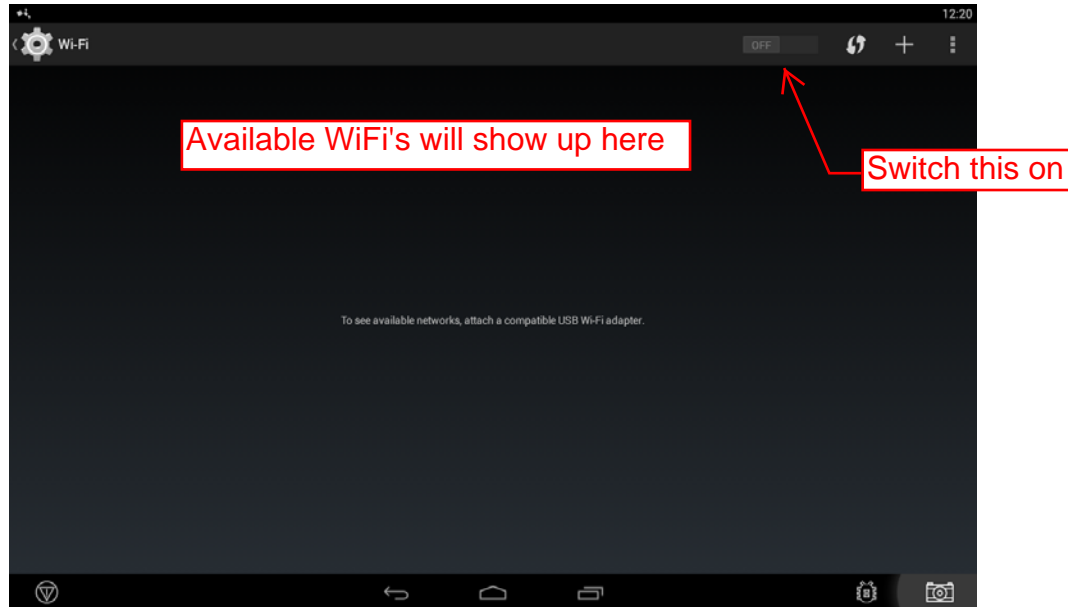 12:20
Wi-Fi
OFF
Available WiFi's will show up here
Switch this on
To see available networks, attach a compatible USB Wi-Fi adapter.